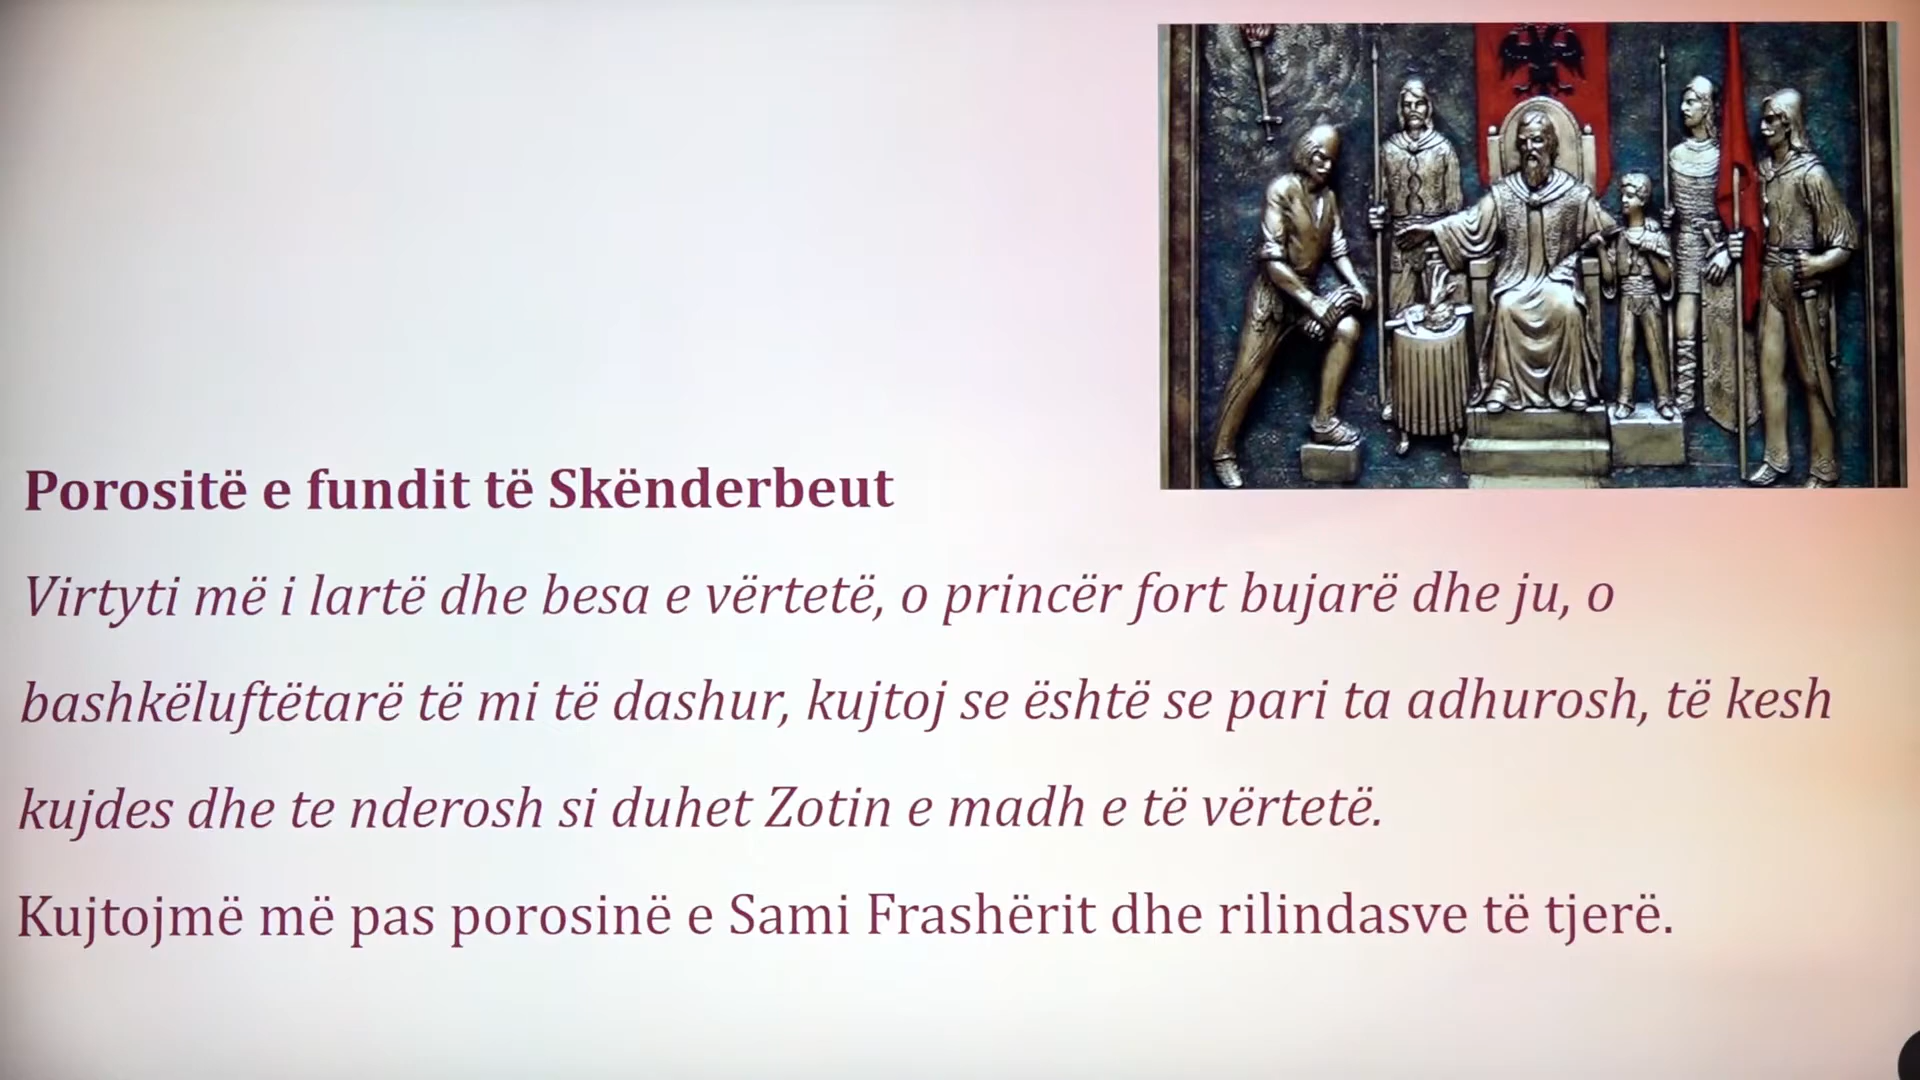 Porositë e fundit të Skënderbeut
Virtyti më i lartë dhe besa e vërtetë, o princër fort bujarë dhe ju, o
bashkëluftëtarë të mi të dashur, kujtoj se është se pari ta adhurosh, të kesh
kujdes dhe te nderosh si duhet Zotin e madh e të vërtetë.
Kujtojmë më pas porosinë e Sami Frashërit dhe rilindasve të tjerë.